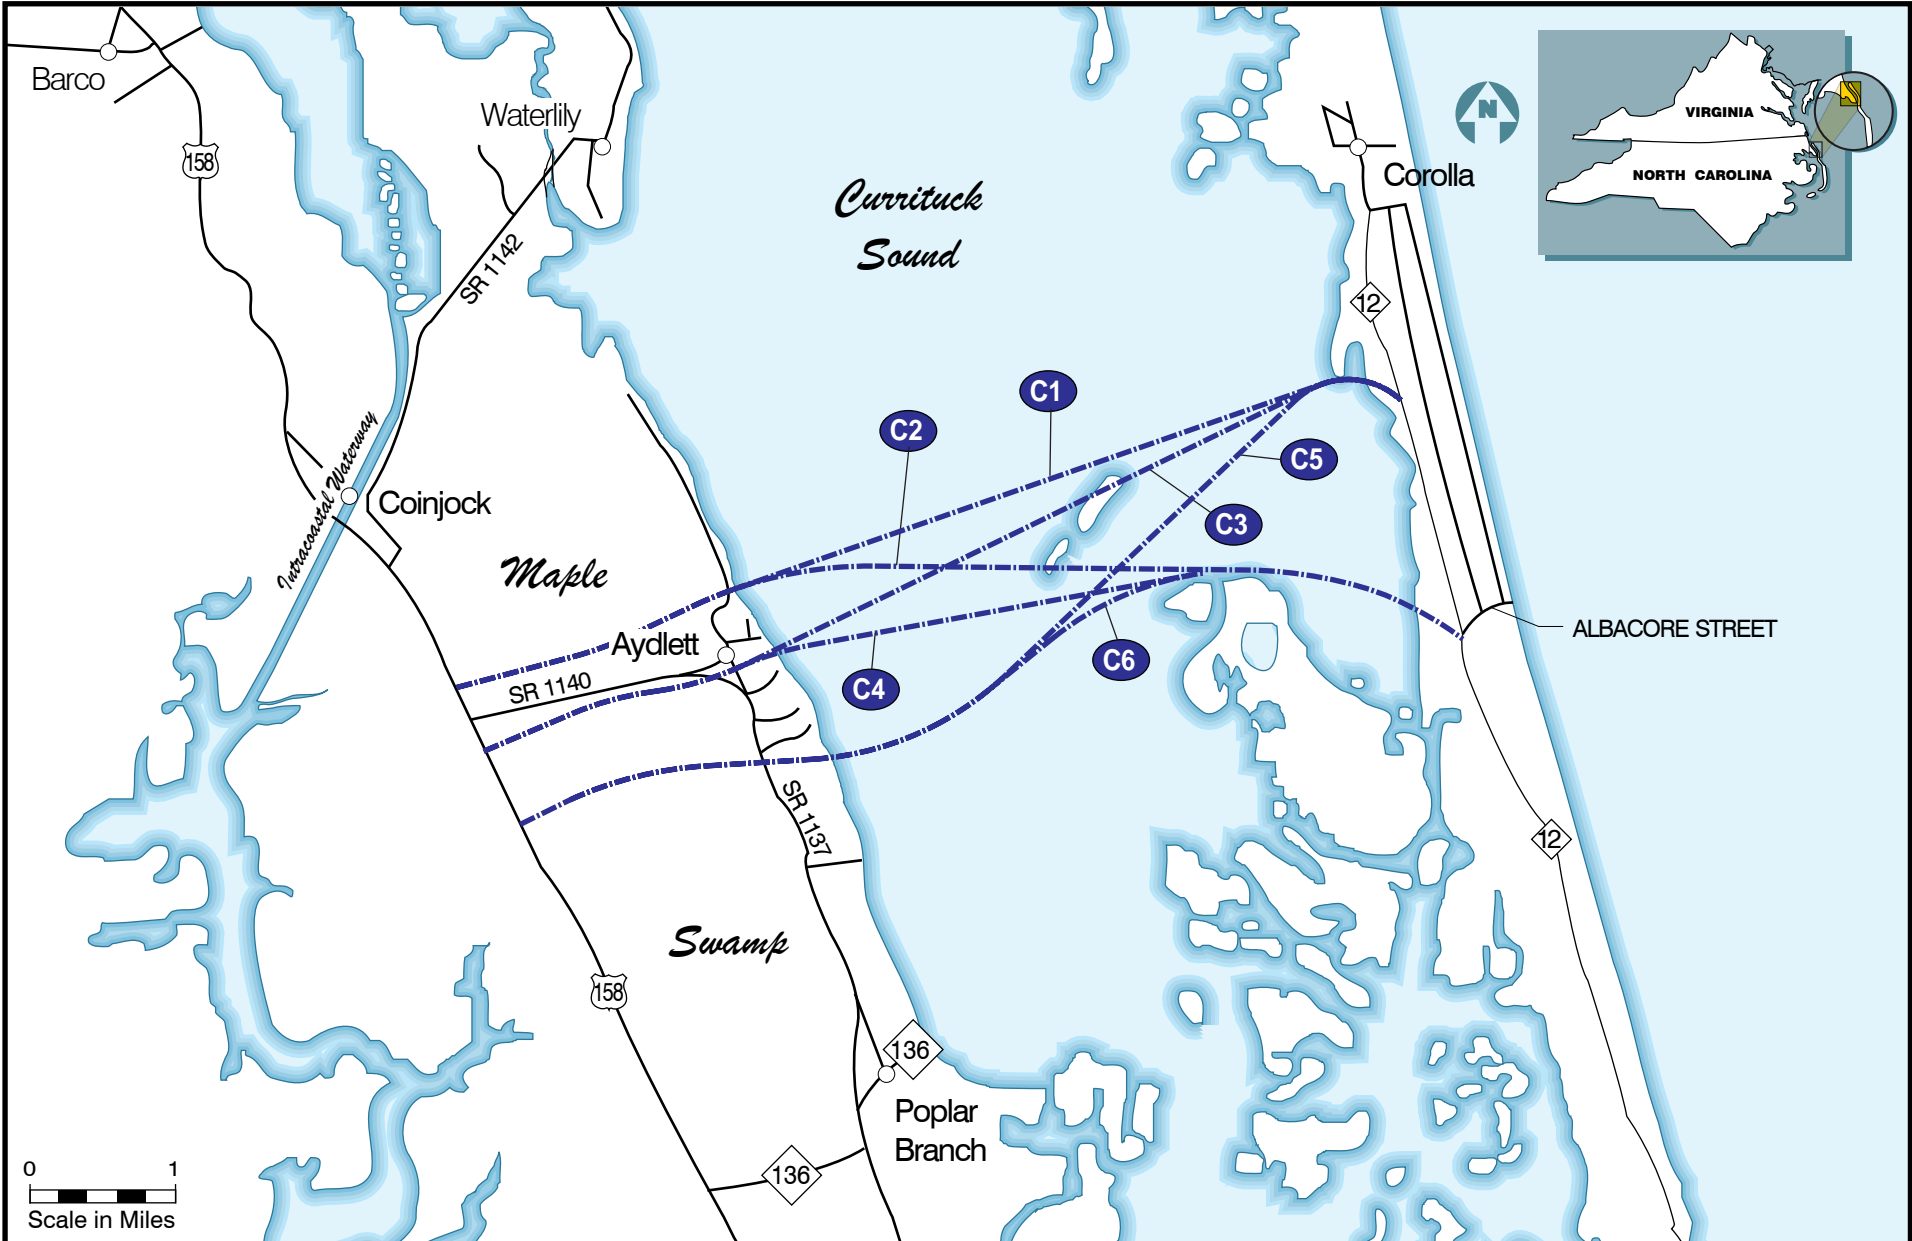 Barco
158
Waterlily
SR 1142
Currituck
Sound
N
Corolla
12
VIRGINIA
NORTH CAROLINA
C1
C2
C5
C3
Intracoastal Waterway
Coinjock
Maple
Aydlett
SR 1140
C6
C4
ALBACORE STREET
SR 1137
12
Swamp
158
136
Poplar
Branch
136
0 1
Scale in Miles